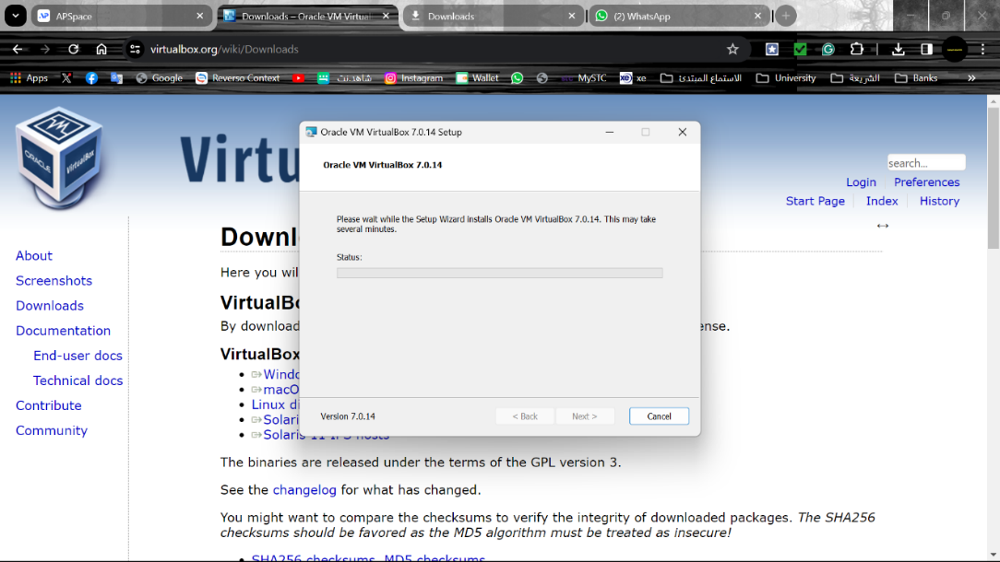 APSpace
Downloads – Oracle VM Virtual
Downloads
(2) WhatsApp
virtualbox.org/wiki/Downloads
Apps
Google
Reverso Context
شاهد.نت
Instagram
Wallet
MySTC
xe
الاستماع المبتدئ
University
الشريعة
Banks
»
ORACLE
VirtualBox
Virtu
search...
Login
Preferences
Start Page
Index
History
About
Screenshots
Downloads
Documentation
End-user docs
Technical docs
Contribute
Community
Oracle VM VirtualBox 7.0.14 Setup
Oracle VM VirtualBox 7.0.14
Please wait while the Setup Wizard installs Oracle VM VirtualBox 7.0.14. This may take
several minutes.
Status:
Version 7.0.14
< Back
Next >
Cancel
Downl
Here you wil
VirtualBo
By download
ense.
VirtualBox
Windo
macO
Linux di
Solari
Solaris 11 IPS hosts
The binaries are released under the terms of the GPL version 3.
See the changelog for what has changed.
You might want to compare the checksums to verify the integrity of downloaded packages. The SHA256
checksums should be favored as the MD5 algorithm must be treated as insecure!
SHA256 checksums, MD5 checksums